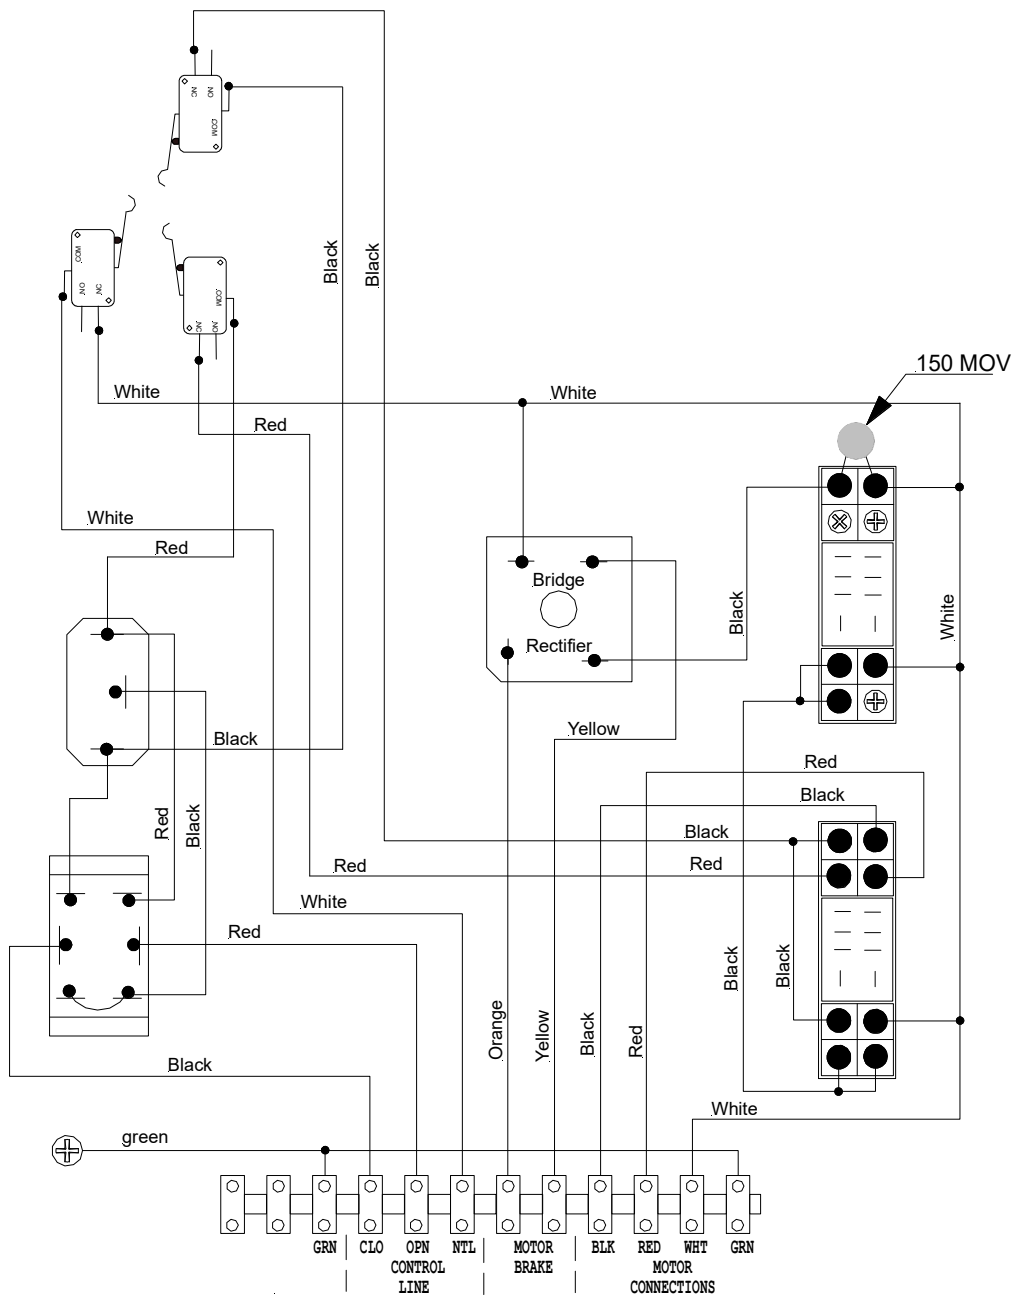 NC
NO
COM
COM
NO
NC
COM
NC
NO
Black
Black
150 MOV
White
White
Red
White
Red
Bridge
Rectifier
Black
White
Yellow
Black
Red
Black
Red
Black
Black
Red
Red
White
Red
Black
Black
Orange
Yellow
Black
Red
Black
White
green
GRN
CLO
OPN
NTL
MOTOR
BLK
RED
WHT
GRN
CONTROL
BRAKE
MOTOR
LINE
CONNECTIONS